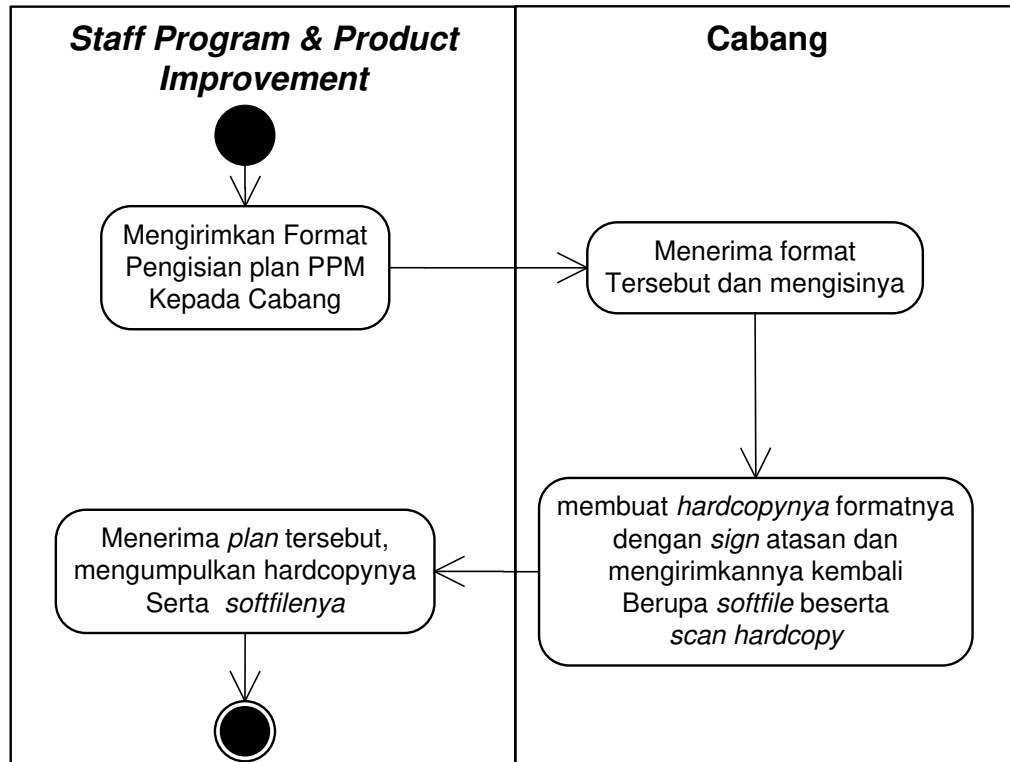 Staff Program & Product
Improvement
Cabang
Mengirimkan Format
Pengisian plan PPM
Kepada Cabang
Menerima format
Tersebut dan mengisinya
membuat hardcopynya formatnya
dengan sign atasan dan
mengirimkannya kembali
Berupa softfile beserta
scan hardcopy
Menerima plan tersebut,
mengumpulkan hardcopynya
Serta softfilenya